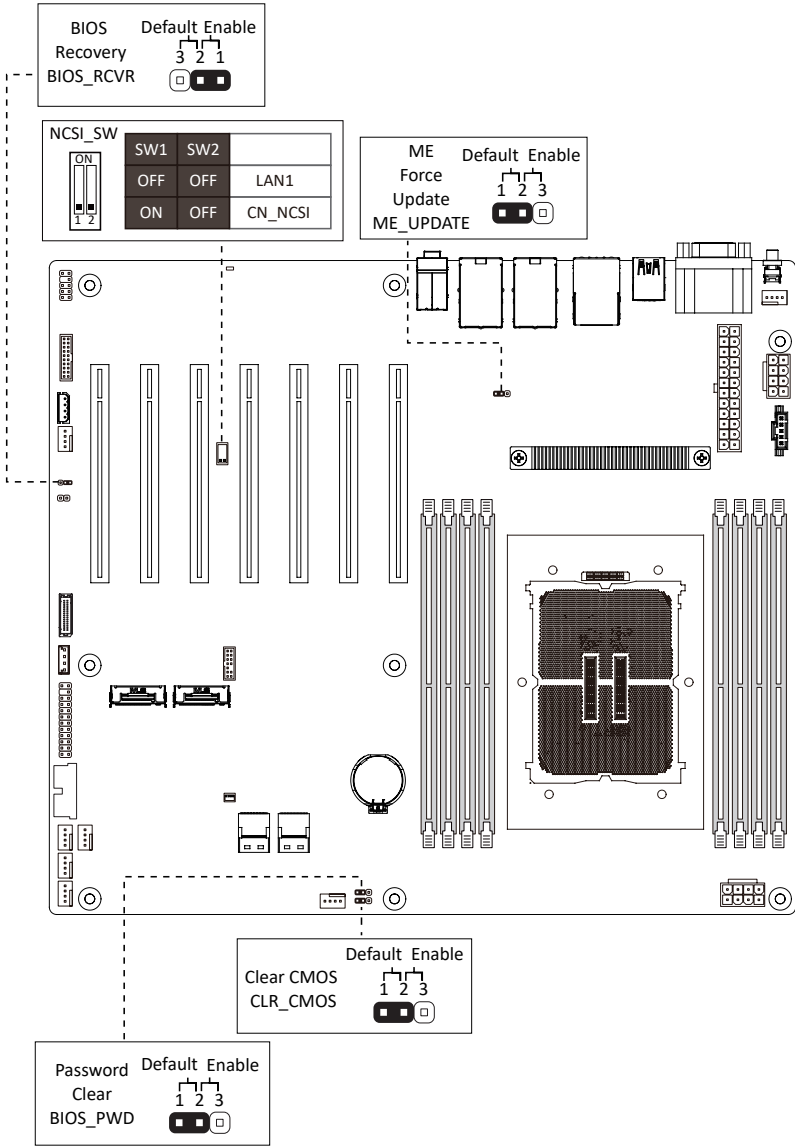 BIOS
Recovery
BIOS_RCVR
Default Enable
3 2 1
NCSI_SW
ON
1 2
SW1 SW2
OFF OFF LAN1
ON OFF CN_NCSI
ME
Force
Update
ME_UPDATE
Default Enable
1 2 3
Clear CMOS
CLR_CMOS
Default Enable
1 2 3
Password
Clear
BIOS_PWD
Default Enable
1 2 3